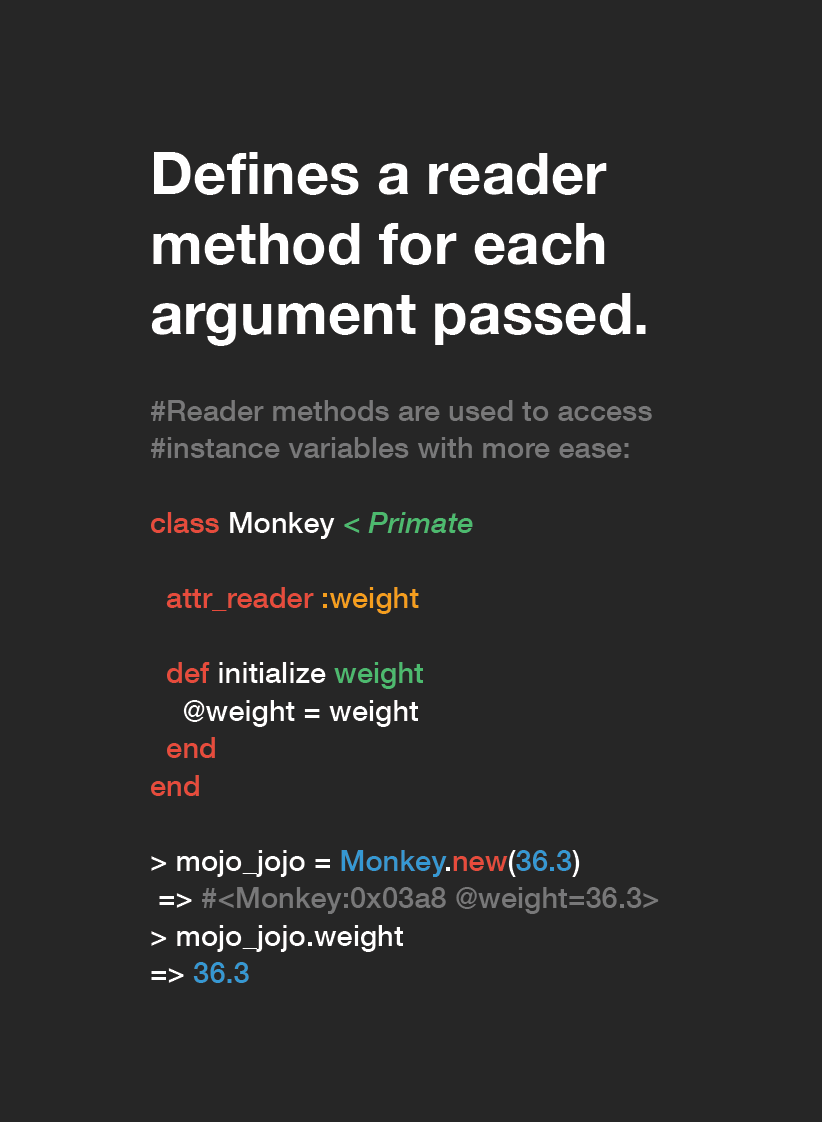 Defines a reader
method for each
argument passed.
#Reader methods are used to access
#instance variables with more ease:
class Monkey < Primate
attr_reader :weight
def initialize weight
@weight = weight
end
end
> mojo_jojo = Monkey.new(36.3)
=> #<Monkey:0x03a8 @weight=36.3>
> mojo_jojo.weight
=> 36.3